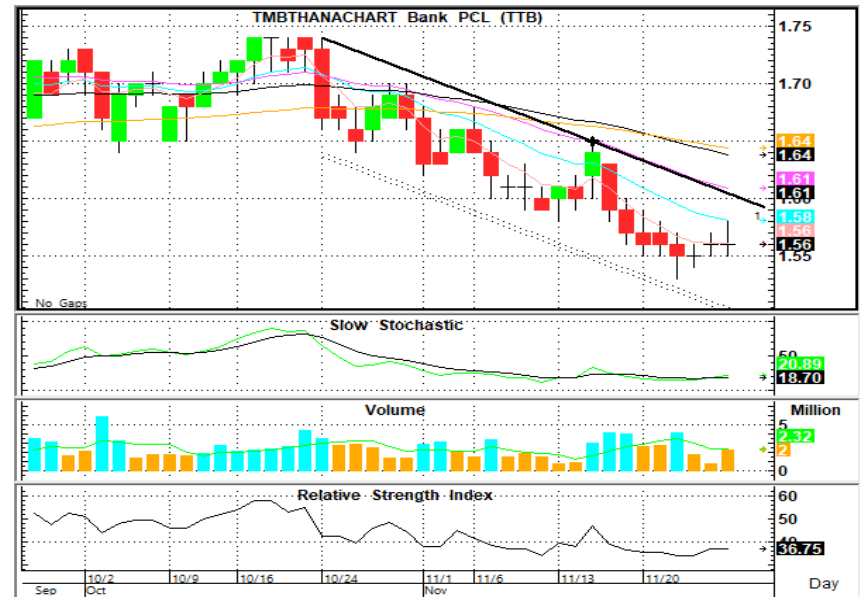 TMBTHANACHART Bank PCL (TTB)
1.75
1.70
1.64
1.64
1.61
1.61
1.60
1.58
1.56
1.56
1.55
No Gaps
Slow Stochastic
50
20.89
18.70
Volume
Million
5
2.32
2
0
Relative Strength Index
60
50
40
36.75
10/2 10/9 10/16 10/24 11/1 11/6 11/13 11/20
Sep Oct Nov
Day